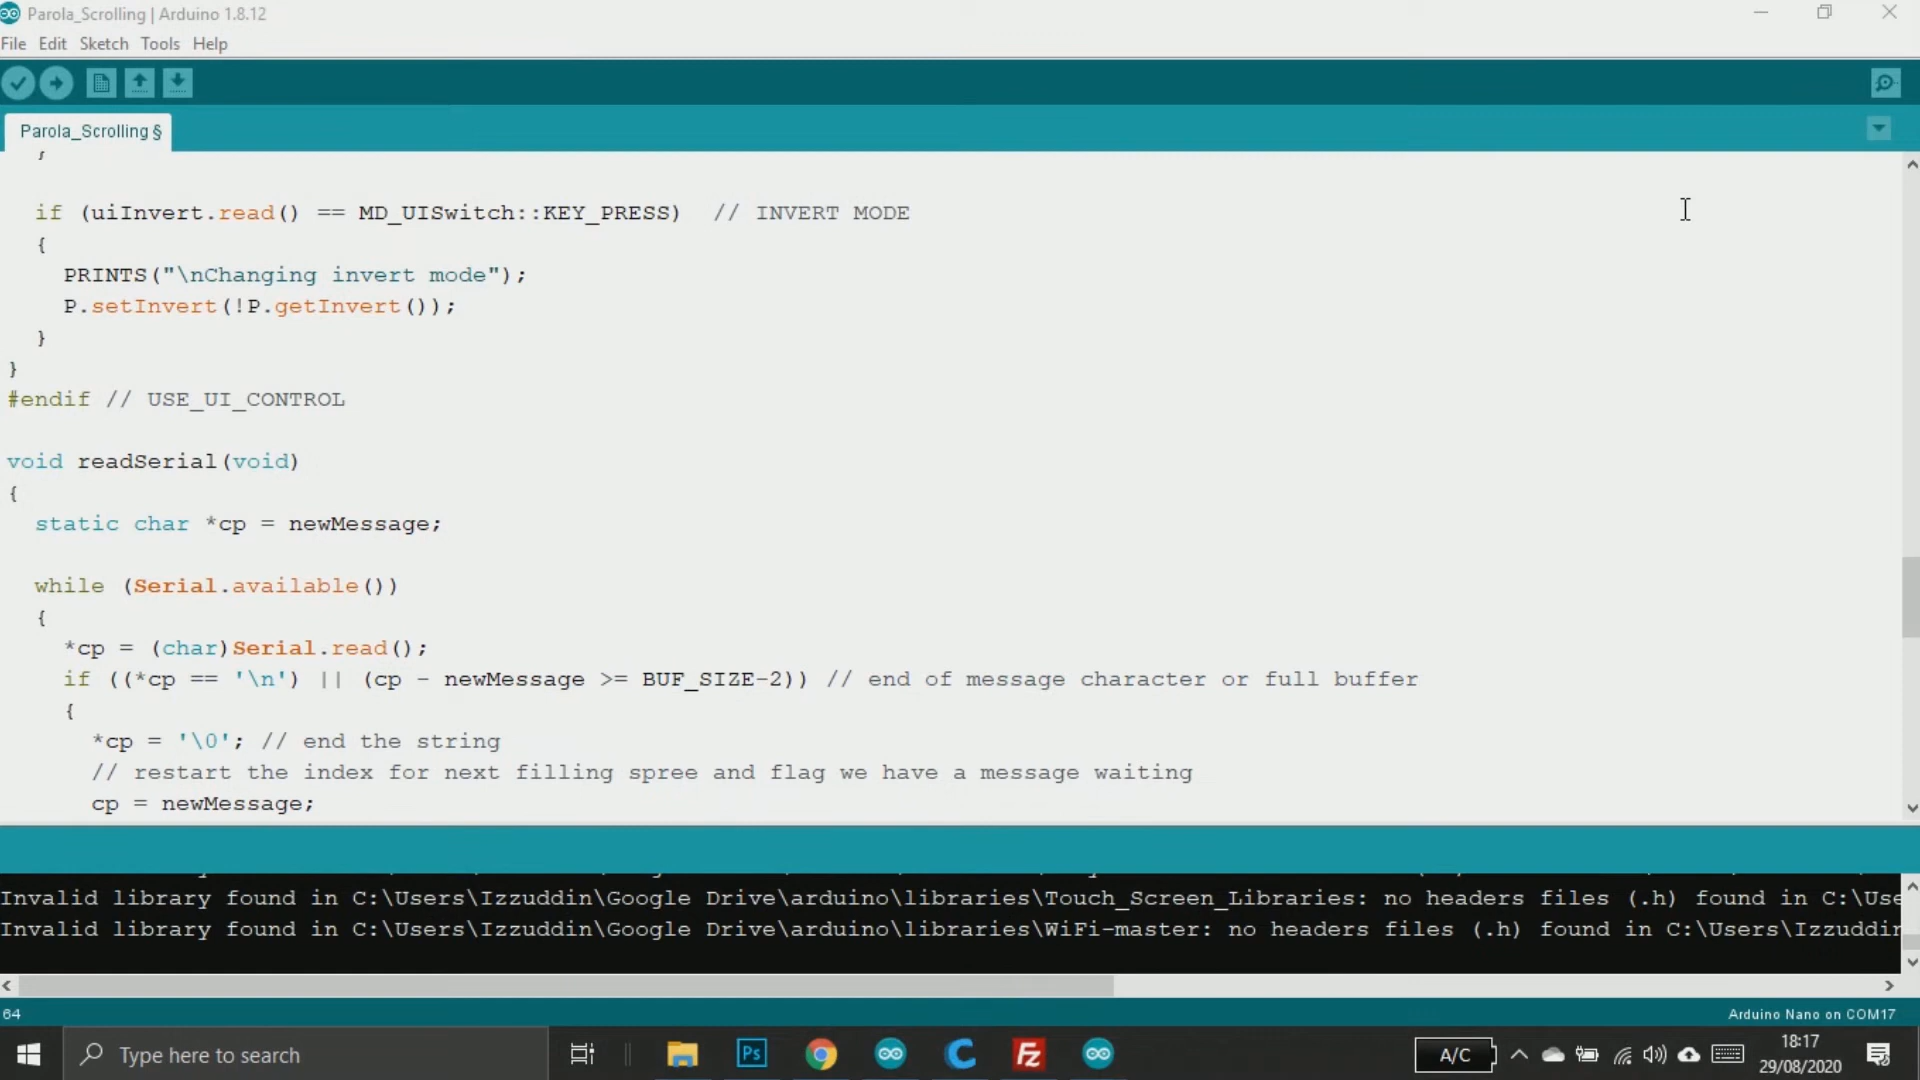 Parola_Scrolling | Arduino 1.8.12
File Edit Sketch Tools Help
Parola_Scrolling §
}
if (uiInvert.read() == MD_UISwitch::KEY_PRESS)  // INVERT MODE
{
PRINTS("\nChanging invert mode");
P.setInvert(!P.getInvert());
}
}
#endif // USE_UI_CONTROL
void readSerial(void)
{
static char *cp = newMessage;
while (Serial.available())
{
*cp = (char)Serial.read();
if ((*cp == '\n') || (cp - newMessage >= BUF_SIZE-2)) // end of message character or full buffer
{
*cp = '\0'; // end the string
// restart the index for next filling spree and flag we have a message waiting
cp = newMessage;
Invalid library found in C:\Users\Izzuddin\Google Drive\arduino\libraries\Touch_Screen_Libraries: no headers files (.h) found in C:\Use
Invalid library found in C:\Users\Izzuddin\Google Drive\arduino\libraries\WiFi-master: no headers files (.h) found in C:\Users\Izzuddin
64
Arduino Nano on COM17
Type here to search
Ps
Fz
A/C
18:17
29/08/2020